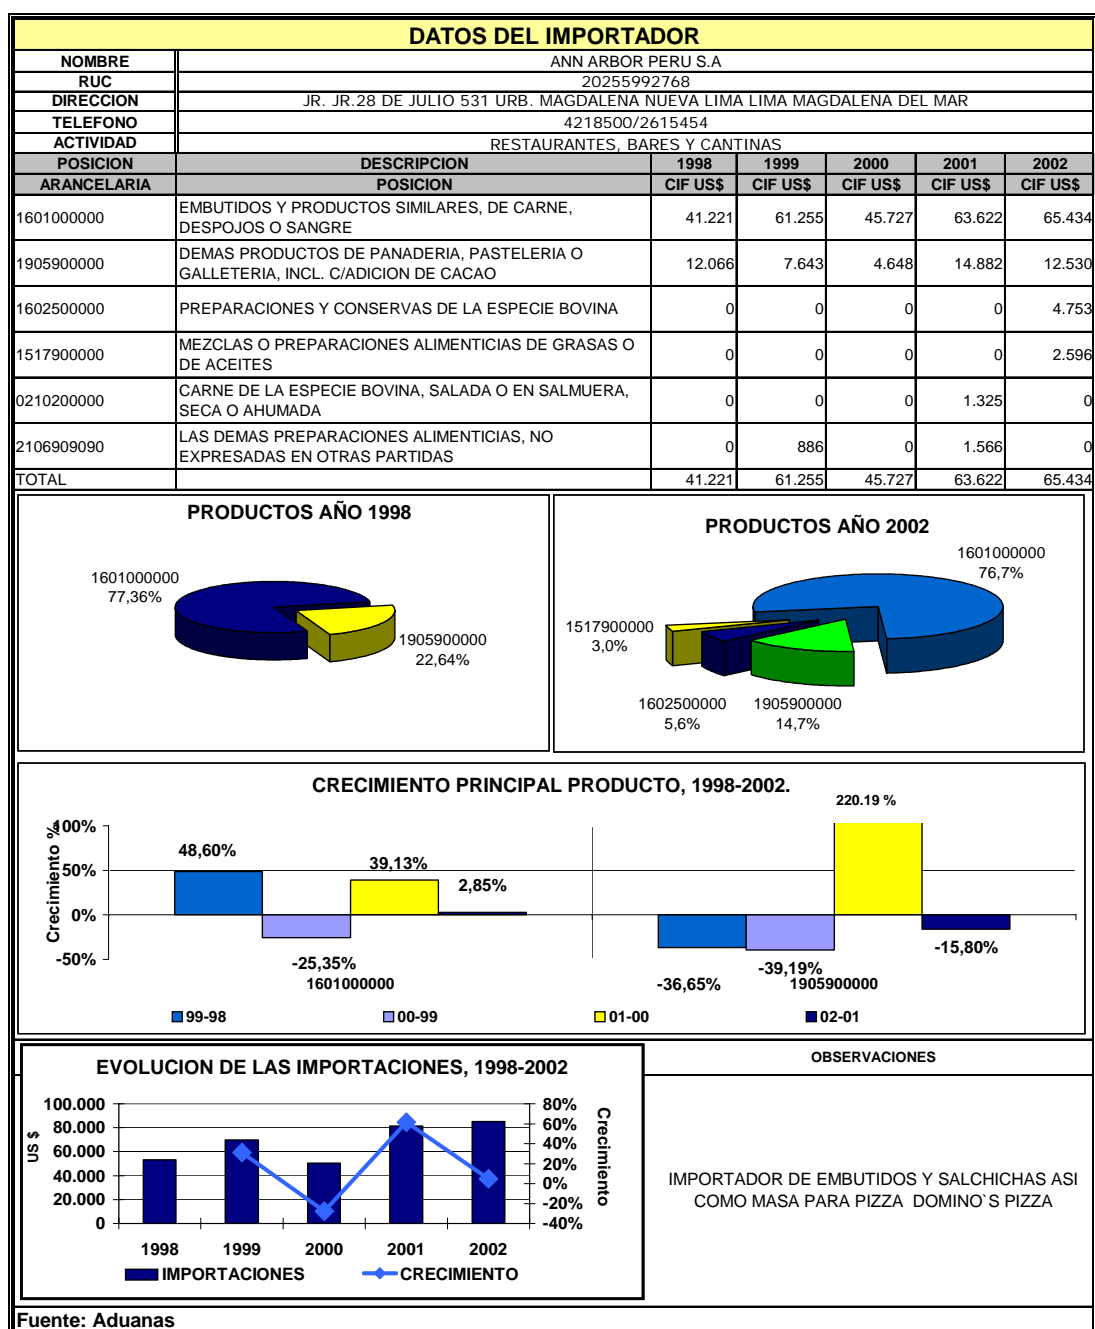 DATOS DEL IMPORTADOR
NOMBRE ANN ARBOR PERU S.A
RUC 20255992768
DIRECCION JR. JR.28 DE JULIO 531 URB. MAGDALENA NUEVA LIMA LIMA MAGDALENA DEL MAR
TELEFONO 4218500/2615454
ACTIVIDAD RESTAURANTES, BARES Y CANTINAS
POSICION DESCRIPCION 1998 1999 2000 2001 2002
ARANCELARIA POSICION CIF US$ CIF US$ CIF US$ CIF US$ CIF US$
1601000000 EMBUTIDOS Y PRODUCTOS SIMILARES, DE CARNE, 41.221 61.255 45.727 63.622 65.434
DESPOJOS O SANGRE
1905900000 DEMAS PRODUCTOS DE PANADERIA, PASTELERIA O 12.066 7.643 4.648 14.882 12.530
GALLETERIA, INCL. C/ADICION DE CACAO
1602500000 PREPARACIONES Y CONSERVAS DE LA ESPECIE BOVINA 0 0 0 0 4.753
1517900000 MEZCLAS O PREPARACIONES ALIMENTICIAS DE GRASAS O 0 0 0 0 2.596
DE ACEITES
0210200000 CARNE DE LA ESPECIE BOVINA, SALADA O EN SALMUERA, 0 0 0 1.325 0
SECA O AHUMADA
2106909090 LAS DEMAS PREPARACIONES ALIMENTICIAS, NO 0 886 0 1.566 0
EXPRESADAS EN OTRAS PARTIDAS
TOTAL 41.221 61.255 45.727 63.622 65.434
PRODUCTOS AÑO 1998
1601000000
77,36%
1905900000
22,64%
PRODUCTOS AÑO 2002
1601000000
76,7%
1517900000
3,0%
1602500000
5,6%
1905900000
14,7%
CRECIMIENTO PRINCIPAL PRODUCTO, 1998-2002.
Crecimiento %
100%
50%
0%
-50%
48,60%
-25,35%
39,13%
2,85%
1601000000
-36,65%
-39,19%
220.19 %
-15,80%
1905900000
99-98 00-99 01-00 02-01
EVOLUCION DE LAS IMPORTACIONES, 1998-2002
US $
100.000
80.000
60.000
40.000
20.000
0
80%
60%
40%
20%
0%
-20%
-40%
Crecimiento
1998 1999 2000 2001 2002
IMPORTACIONES CRECIMIENTO
OBSERVACIONES
IMPORTADOR DE EMBUTIDOS Y SALCHICHAS ASI
COMO MASA PARA PIZZA DOMINO`S PIZZA
Fuente: Aduanas